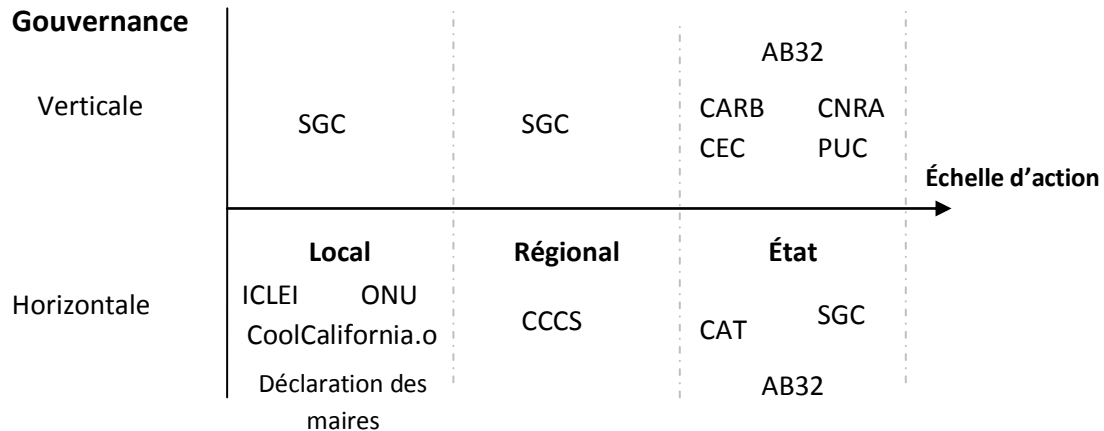 Gouvernance
AB32
Verticale
SGC
SGC
CARB CNRA
CEC PUC
Échelle d’action
Local Régional État
Horizontale
ICLEI ONU
CoolCalifornia.o
Déclaration des
maires
CCCS
CAT SGC
AB32